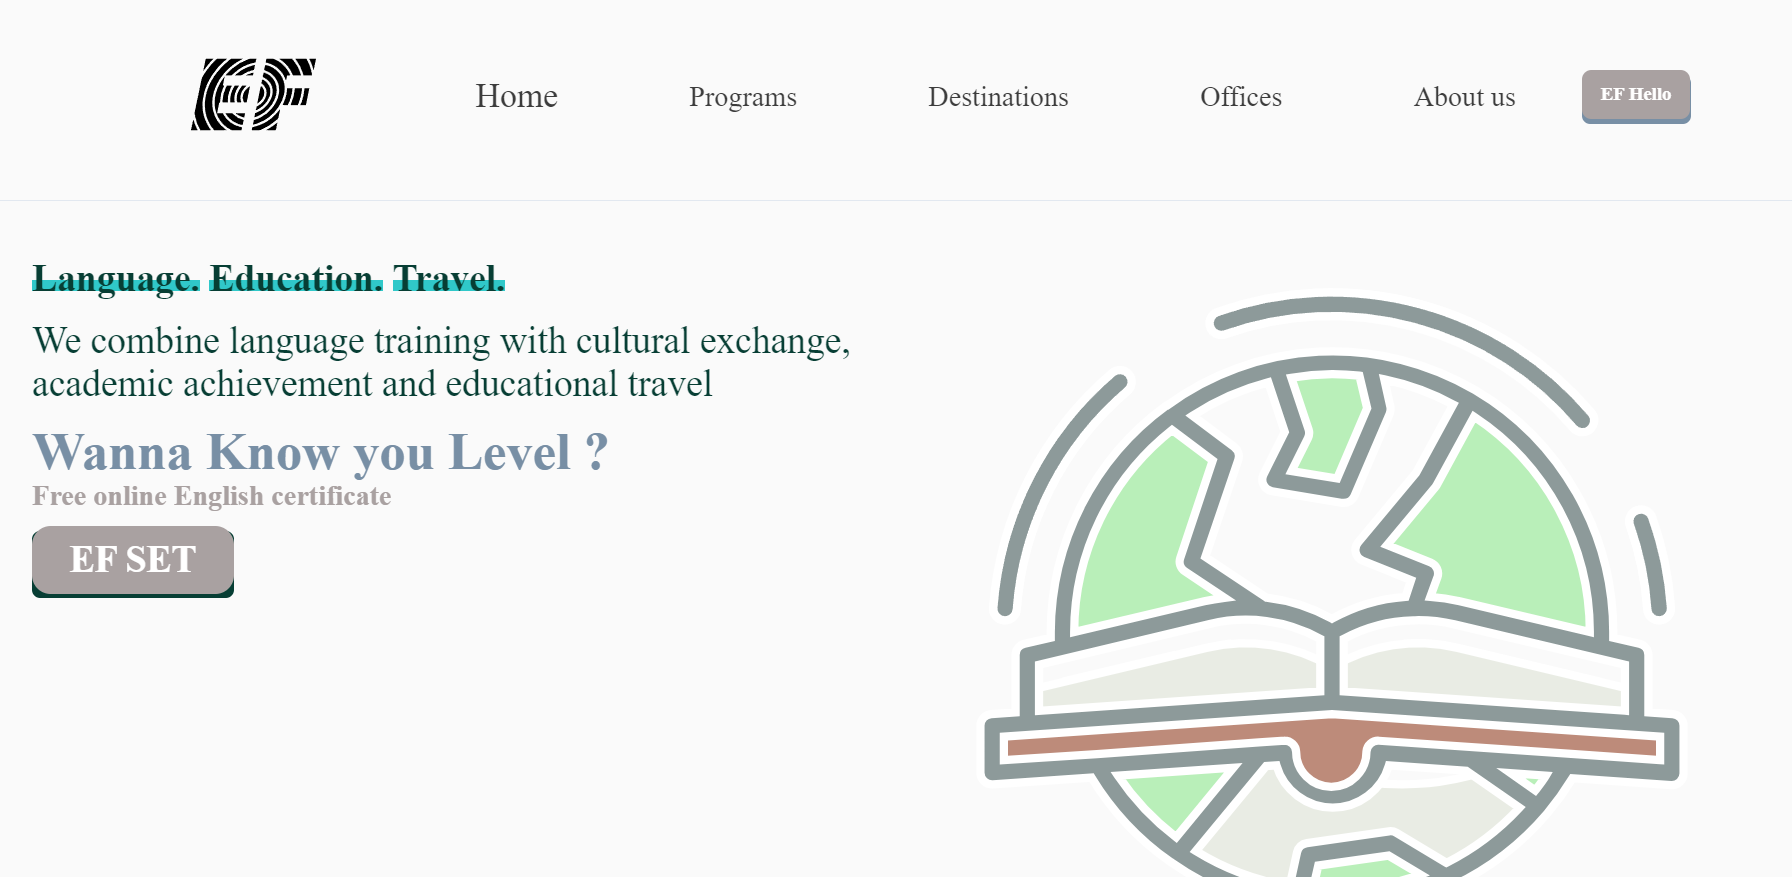 EF
Home
Programs
Destinations
Offices
About us
EF Hello
Language. Education. Travel.
We combine language training with cultural exchange,
academic achievement and educational travel
Wanna Know you Level ?
Free online English certificate
EF SET